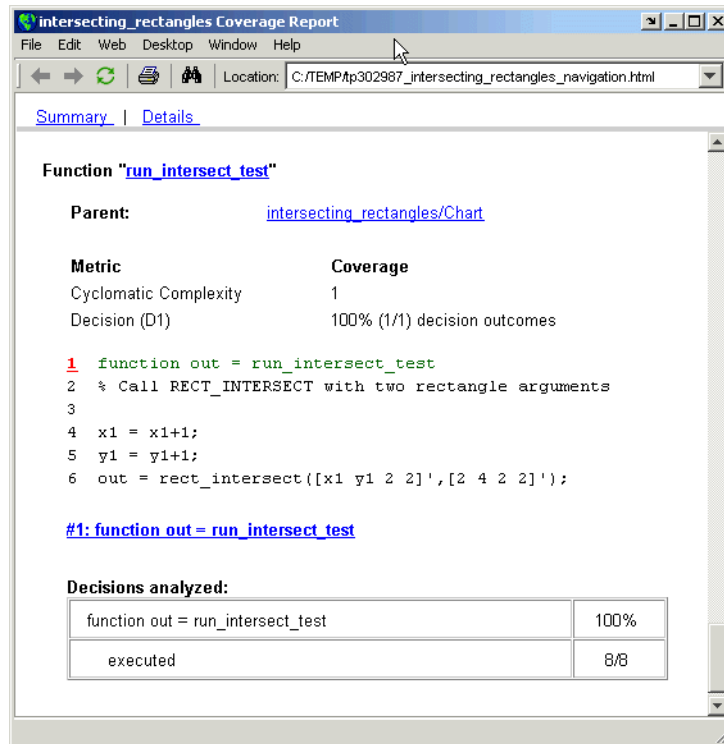 intersecting_rectangles Coverage Report
File Edit Web Desktop Window Help
Location: C:/TEMP/tp302987_intersecting_rectangles_navigation.html
Summary | Details
Function "run_intersect_test"
Parent: intersecting_rectangles/Chart
Metric Coverage
Cyclomatic Complexity 1
Decision (D1) 100% (1/1) decision outcomes
1 function out = run_intersect_test
2 % Call RECT_INTERSECT with two rectangle arguments
3
4 x1 = x1+1;
5 y1 = y1+1;
6 out = rect_intersect([x1 y1 2 2]',[2 4 2 2]');
#1: function out = run_intersect_test
Decisions analyzed:
function out = run_intersect_test 100%
executed 8/8